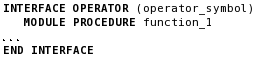 INTERFACE OPERATOR (operator_symbol)
MODULE PROCEDURE function_1
...
END INTERFACE